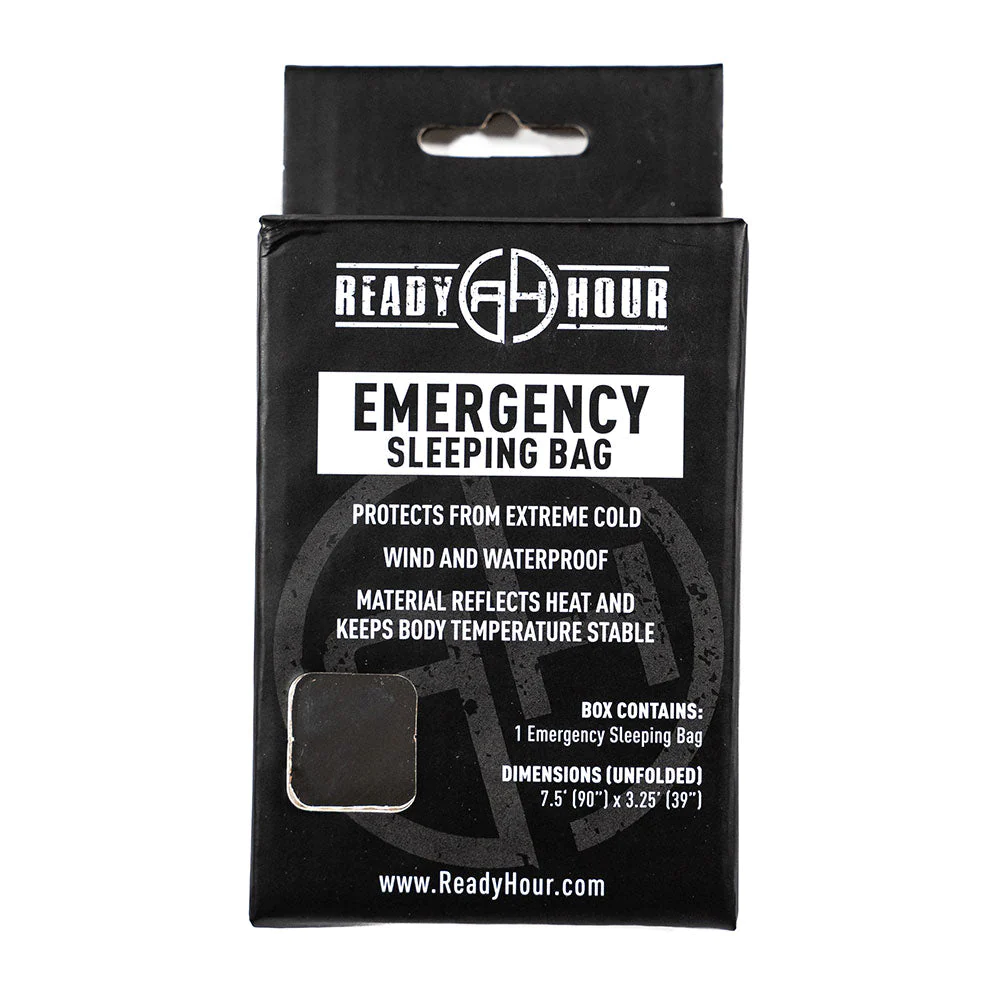 READY RH HOUR
EMERGENCY
SLEEPING BAG
PROTECTS FROM EXTREME COLD
WIND AND WATERPROOF
MATERIAL REFLECTS HEAT AND
KEEPS BODY TEMPERATURE STABLE
BOX CONTAINS:
1 Emergency Sleeping Bag
DIMENSIONS (UNFOLDED)
7.5' (90") x 3.25' (39")
www.ReadyHour.com